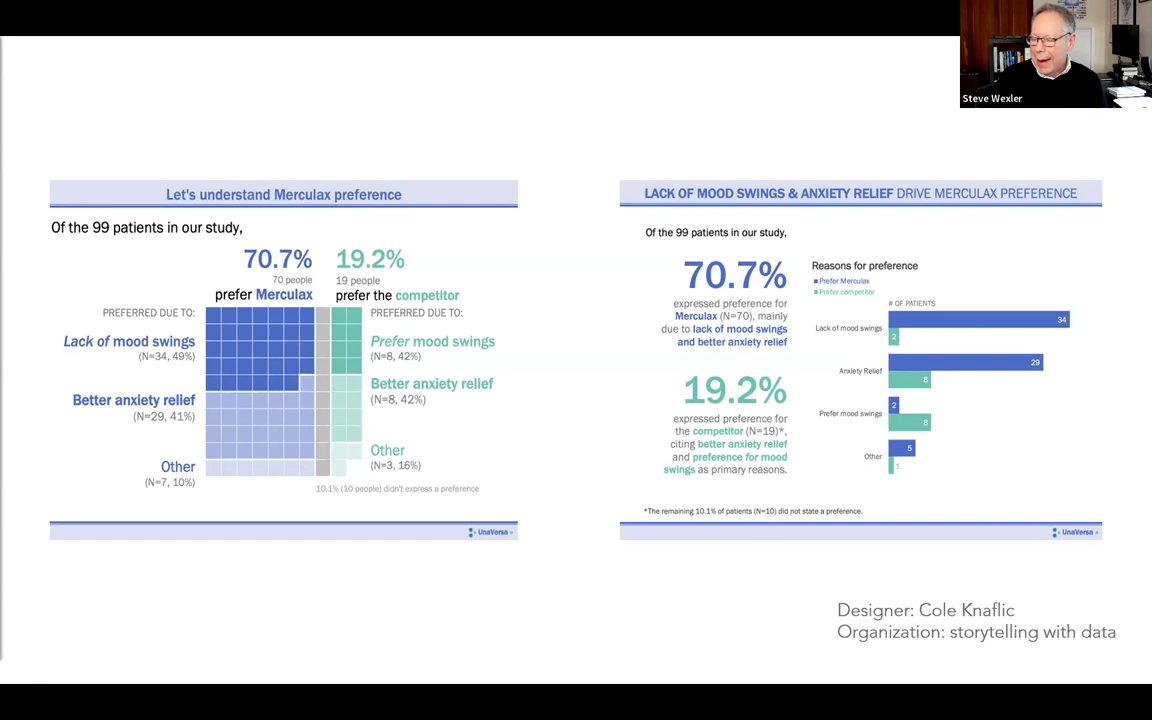 Steve Wexler
Let's understand Merculax preference
Of the 99 patients in our study,
70.7%
70 people
prefer Merculax
19.2%
19 people
prefer the competitor
PREFERRED DUE TO:
Lack of mood swings
(N=34, 49%)
Better anxiety relief
(N=29, 41%)
Other
(N=7, 10%)
PREFERRED DUE TO:
Prefer mood swings
(N=8, 42%)
Better anxiety relief
(N=8, 42%)
Other
(N=3, 16%)
10.1% (10 people) didn't express a preference
UnaVersa
LACK OF MOOD SWINGS & ANXIETY RELIEF DRIVE MERCULAX PREFERENCE
Of the 99 patients in our study,
70.7%
expressed preference for
Merculax (N=70), mainly
due to lack of mood swings
and better anxiety relief
19.2%
expressed preference for
the competitor (N=19)*,
citing better anxiety relief
and preference for mood
swings as primary reasons.
Reasons for preference
Prefer Merculax
Prefer competitor
# OF PATIENTS
Lack of mood swings
34
2
Anxiety Relief
29
8
Prefer mood swings
2
8
Other
5
1
*The remaining 10.1% of patients (N=10) did not state a preference.
UnaVersa
Designer: Cole Knaflic
Organization: storytelling with data